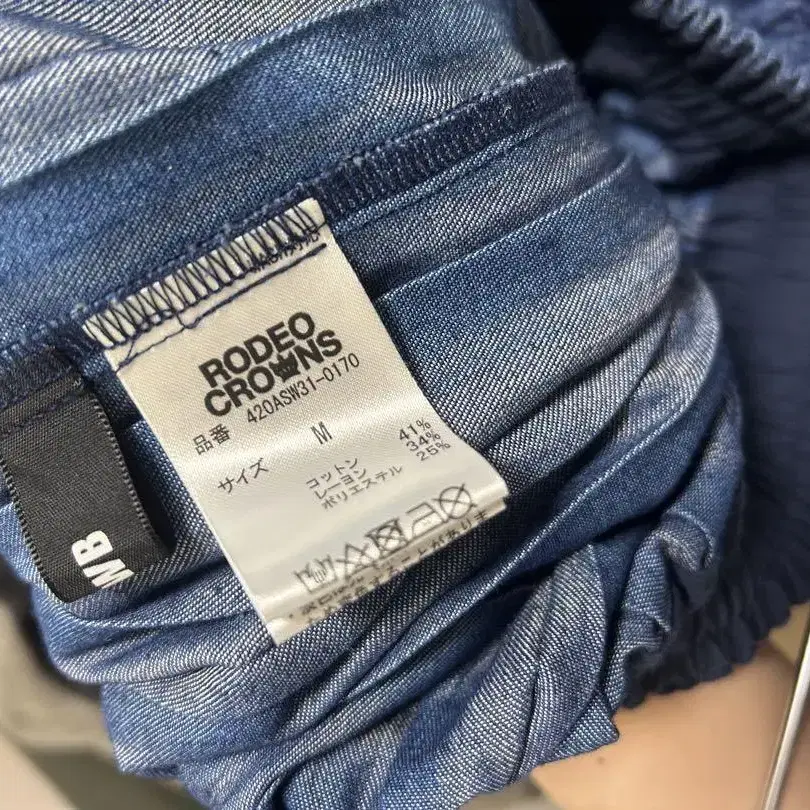 RODEO
CROWNS
品番 420ASW31-0170
サイズ M
コットン 41%
レーヨン 34%
ポリエステル 25%
WB